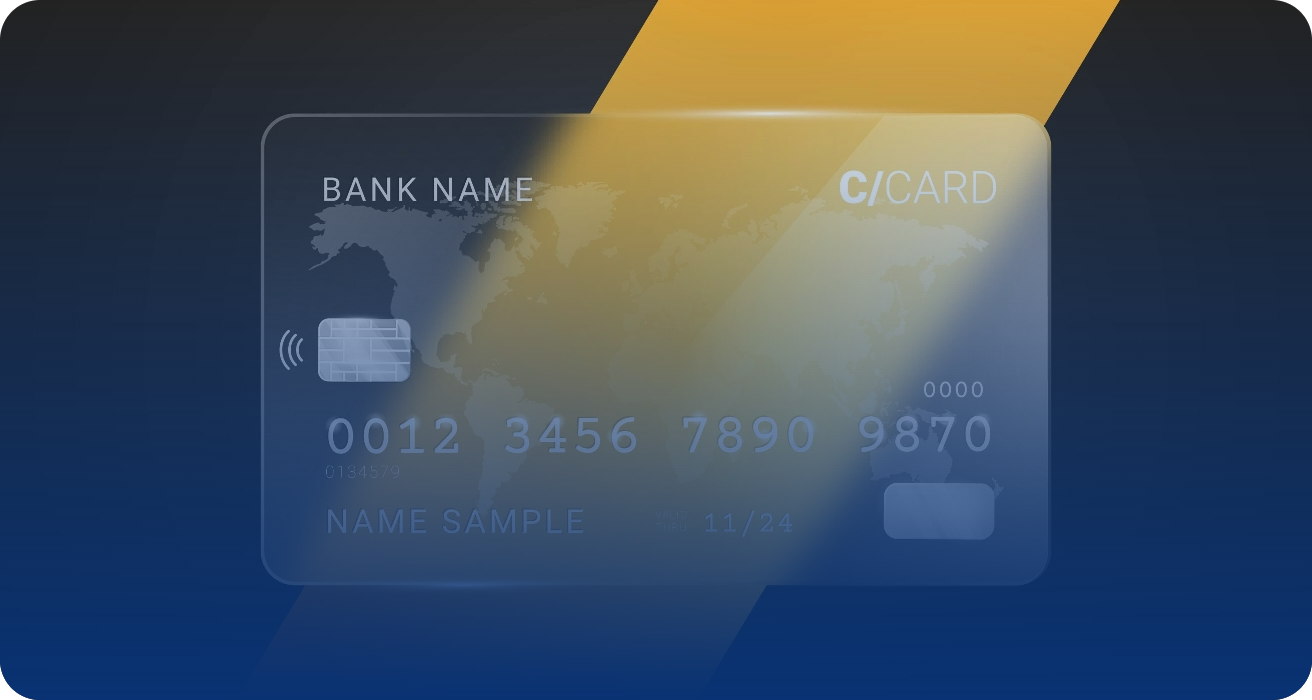 BANK NAME
C/CARD
0000
0012 3456 7890 9870
0134579
NAME SAMPLE
11/24